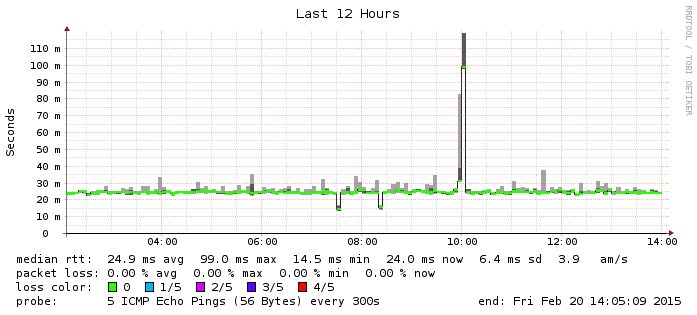 Last 12 Hours
RRDTOOL / TOBI OETIKER
Seconds
110 m
100 m
90 m
80 m
70 m
60 m
50 m
40 m
30 m
20 m
10 m
0
04:00 06:00 08:00 10:00 12:00 14:00
median rtt: 24.9 ms avg 99.0 ms max 14.5 ms min 24.0 ms now 6.4 ms sd 3.9 am/s
packet loss: 0.00 % avg 0.00 % max 0.00 % min 0.00 % now
loss color: 0 1/5 2/5 3/5 4/5
probe: 5 ICMP Echo Pings (56 Bytes) every 300s end: Fri Feb 20 14:05:09 2015